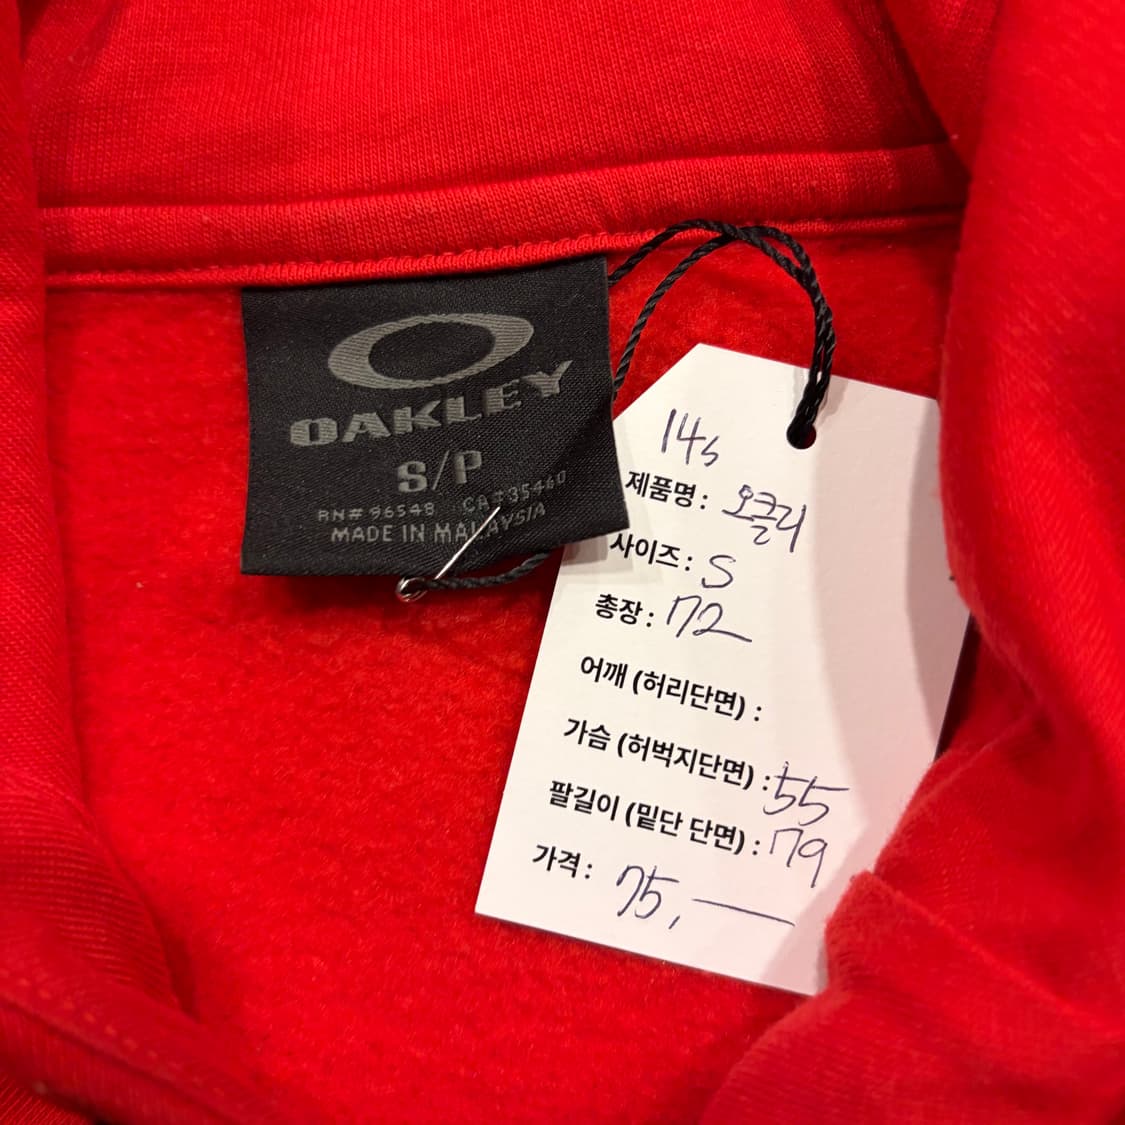 OAKLEY
S/P
RN# 96548 CA# 35460
MADE IN MALAYSIA
14s
제품명 : 오클리
사이즈 : S
총장 : 72
어깨 (허리단면) :
가슴 (허벅지단면) : 55
팔길이 (밑단 단면) : 79
가격 : 75,—